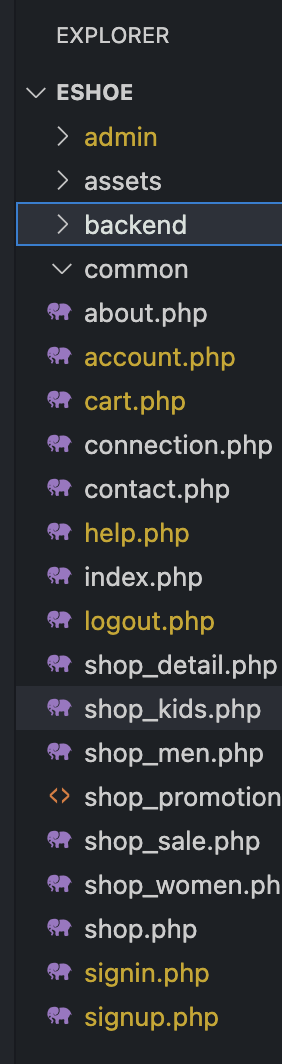 EXPLORER
ESHOE
admin
assets
backend
common
about.php
account.php
cart.php
connection.php
contact.php
help.php
index.php
logout.php
shop_detail.php
shop_kids.php
shop_men.php
shop_promotion
shop_sale.php
shop_women.ph
shop.php
signin.php
signup.php